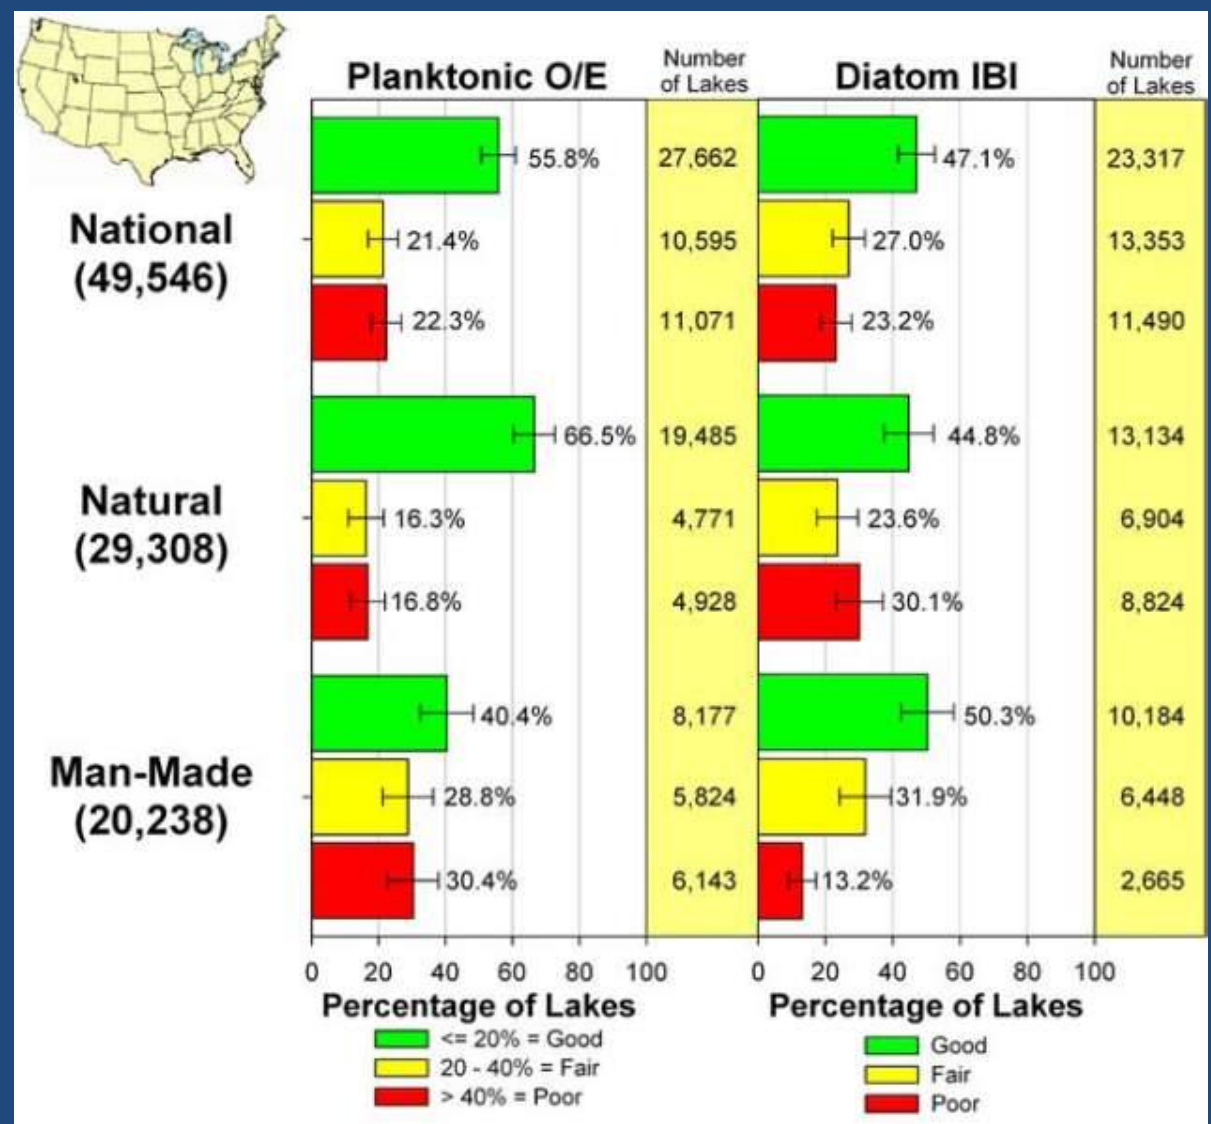 Planktonic O/E
Number
of Lakes
Diatom IBI
Number
of Lakes
National
(49,546)
55.8%
27,662
47.1%
23,317
21.4%
10,595
27.0%
13,353
22.3%
11,071
23.2%
11,490
Natural
(29,308)
66.5%
19,485
44.8%
13,134
16.3%
4,771
23.6%
6,904
16.8%
4,928
30.1%
8,824
Man-Made
(20,238)
40.4%
8,177
50.3%
10,184
28.8%
5,824
31.9%
6,448
30.4%
6,143
13.2%
2,665
0 20 40 60 80 100
Percentage of Lakes
<= 20% = Good
20 - 40% = Fair
> 40% = Poor
0 20 40 60 80 100
Percentage of Lakes
Good
Fair
Poor